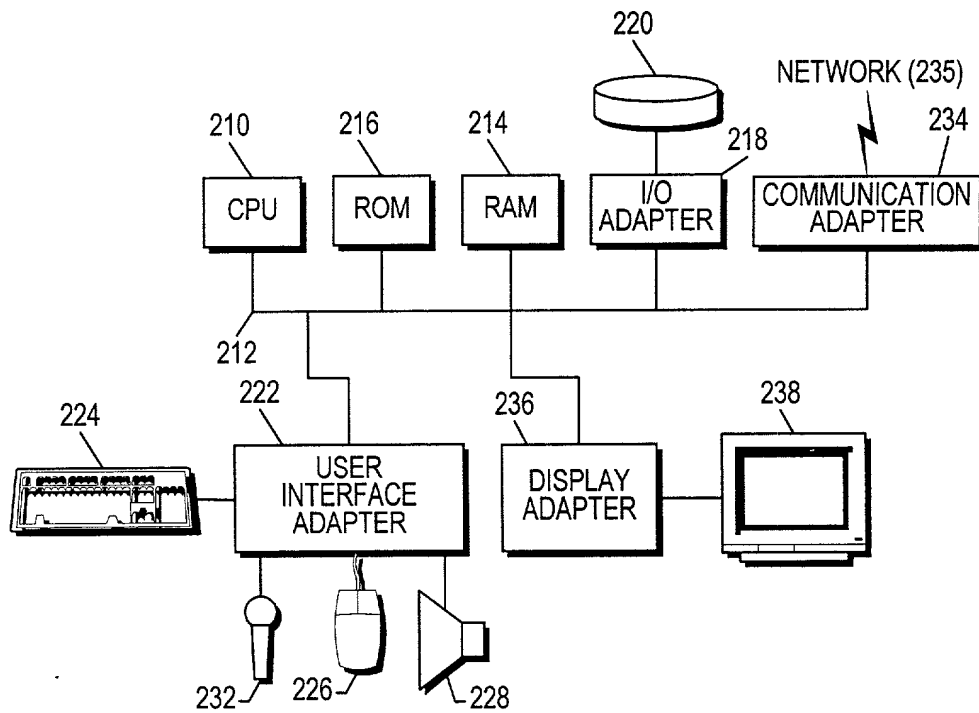 220
NETWORK (235)
210
216
214
218
234
CPU
ROM
RAM
I/O
ADAPTER
COMMUNICATION
ADAPTER
212
222
224
236
238
USER
INTERFACE
ADAPTER
DISPLAY
ADAPTER
232
226
228